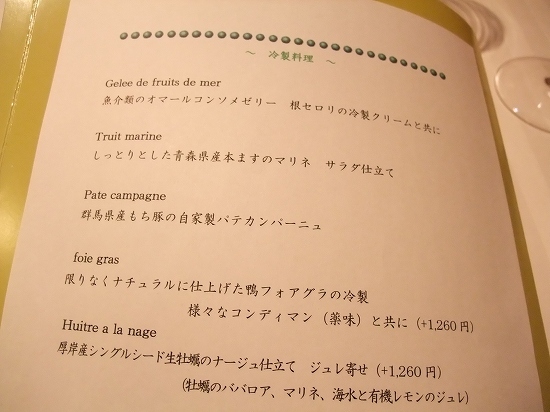 ～ 冷製料理 ～
Gelee de fruits de mer
魚介類のオマールコンソメゼリー 根セロリの冷製クリームと共に
Truit marine
しっとりとした青森県産本ますのマリネ サラダ仕立て
Pate campagne
群馬県産もち豚の自家製パテカンパーニュ
foie gras
限りなくナチュラルに仕上げた鴨フォアグラの冷製
様々なコンディマン（薬味）と共に（+1,260 円）
Huitre a la nage
厚岸産シングルシード生牡蠣のナージュ仕立て ジュレ寄せ（+1,260 円）
（牡蠣のババロア、マリネ、海水と有機レモンのジュレ）